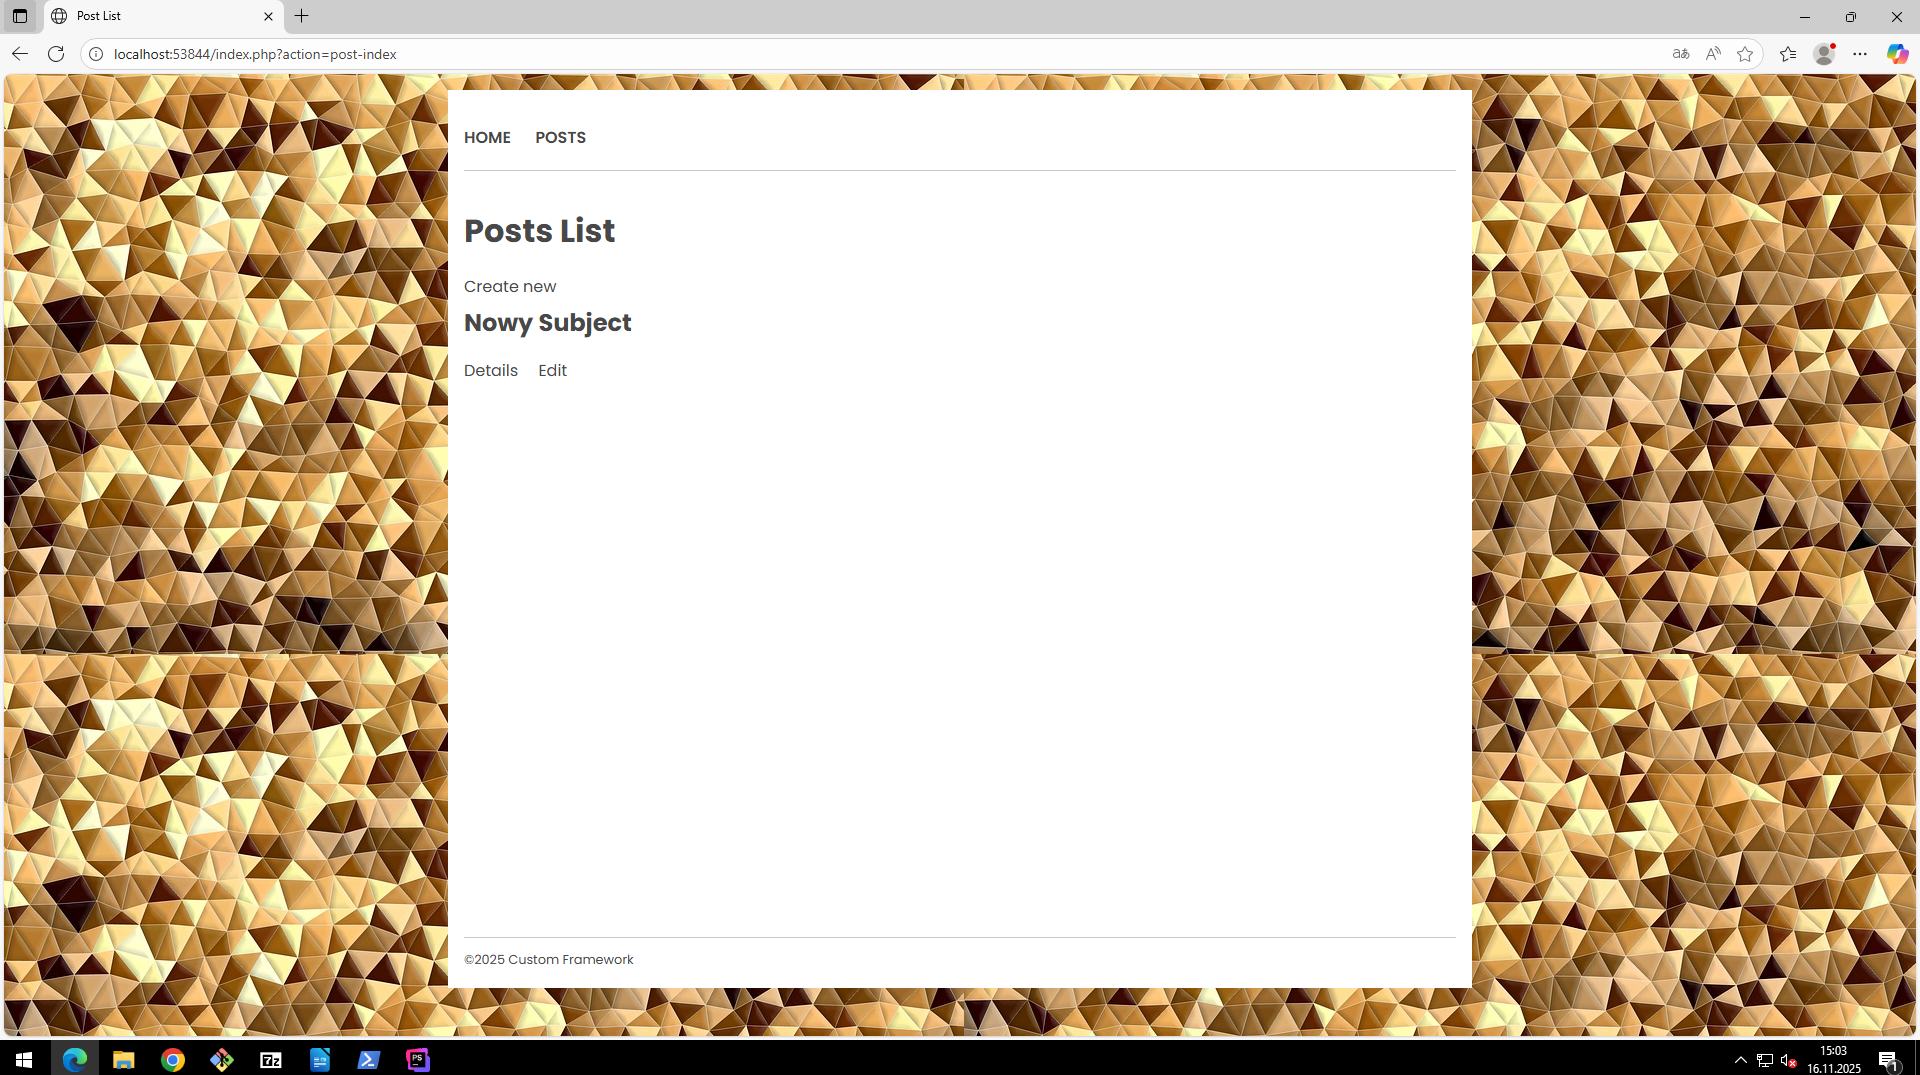 Post List
localhost:53844/index.php?action=post-index
HOME POSTS
Posts List
Create new
Nowy Subject
Details Edit
©2025 Custom Framework
15:03
16.11.2025
1